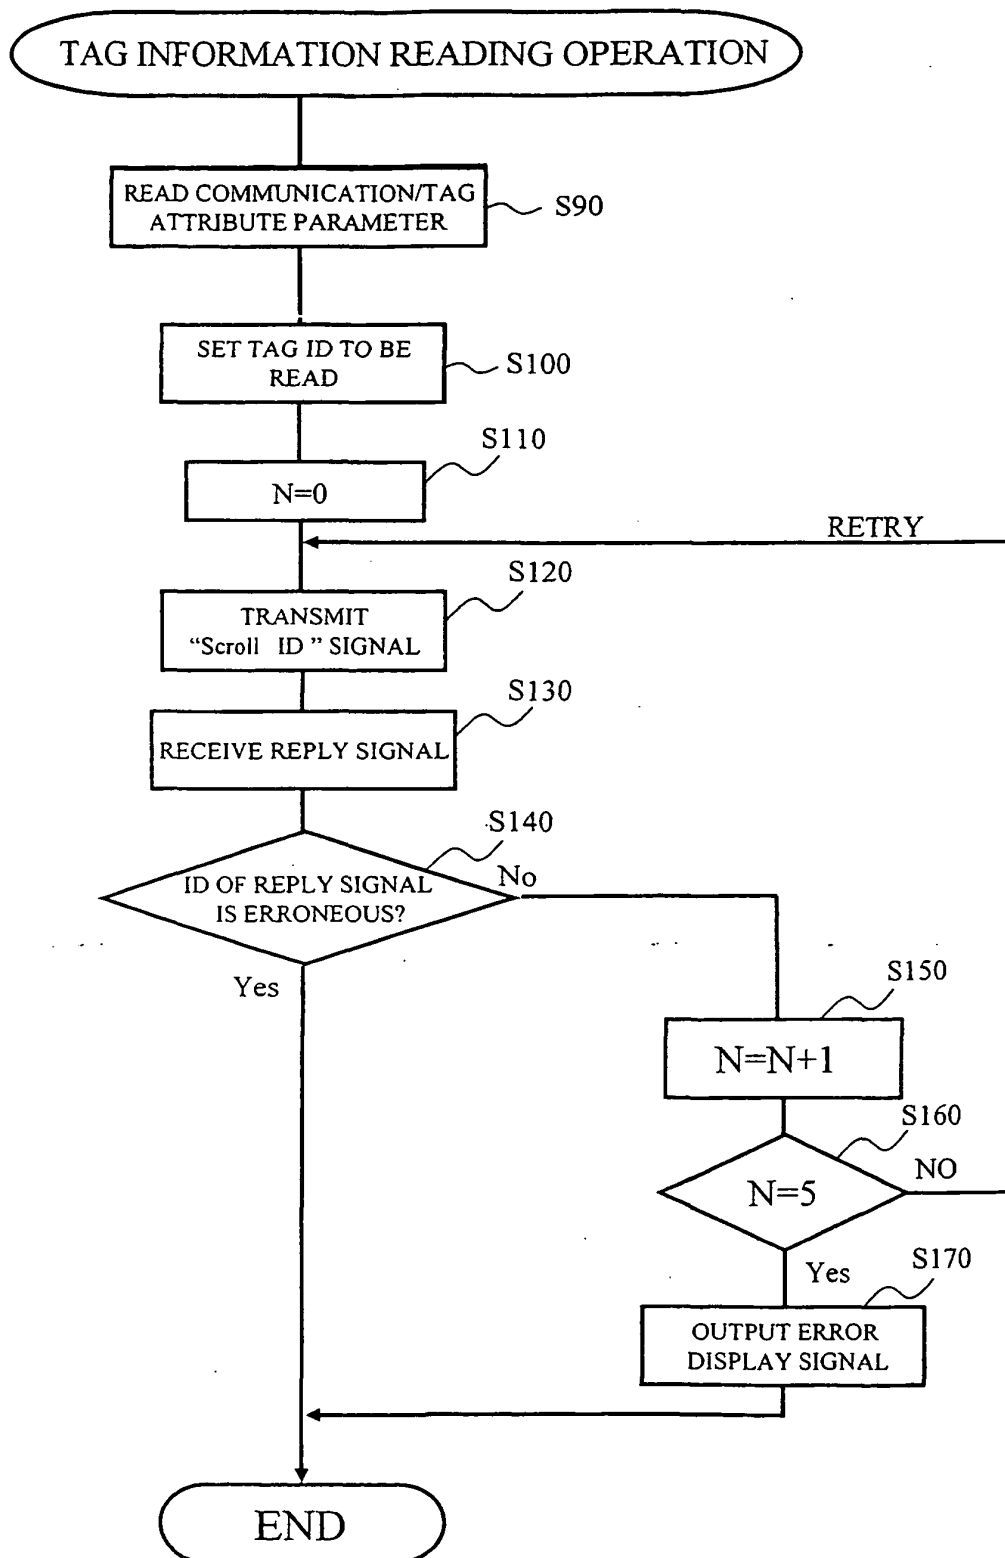 TAG INFORMATION READING OPERATION
READ COMMUNICATION/TAG
ATTRIBUTE PARAMETER
S90
SET TAG ID TO BE
READ
S100
S110
N=0
RETRY
S120
TRANSMIT
“Scroll ID ” SIGNAL
S130
RECEIVE REPLY SIGNAL
S140
ID OF REPLY SIGNAL
IS ERRONEOUS?
No
Yes
S150
N=N+1
S160
N=5
NO
Yes
S170
OUTPUT ERROR
DISPLAY SIGNAL
END